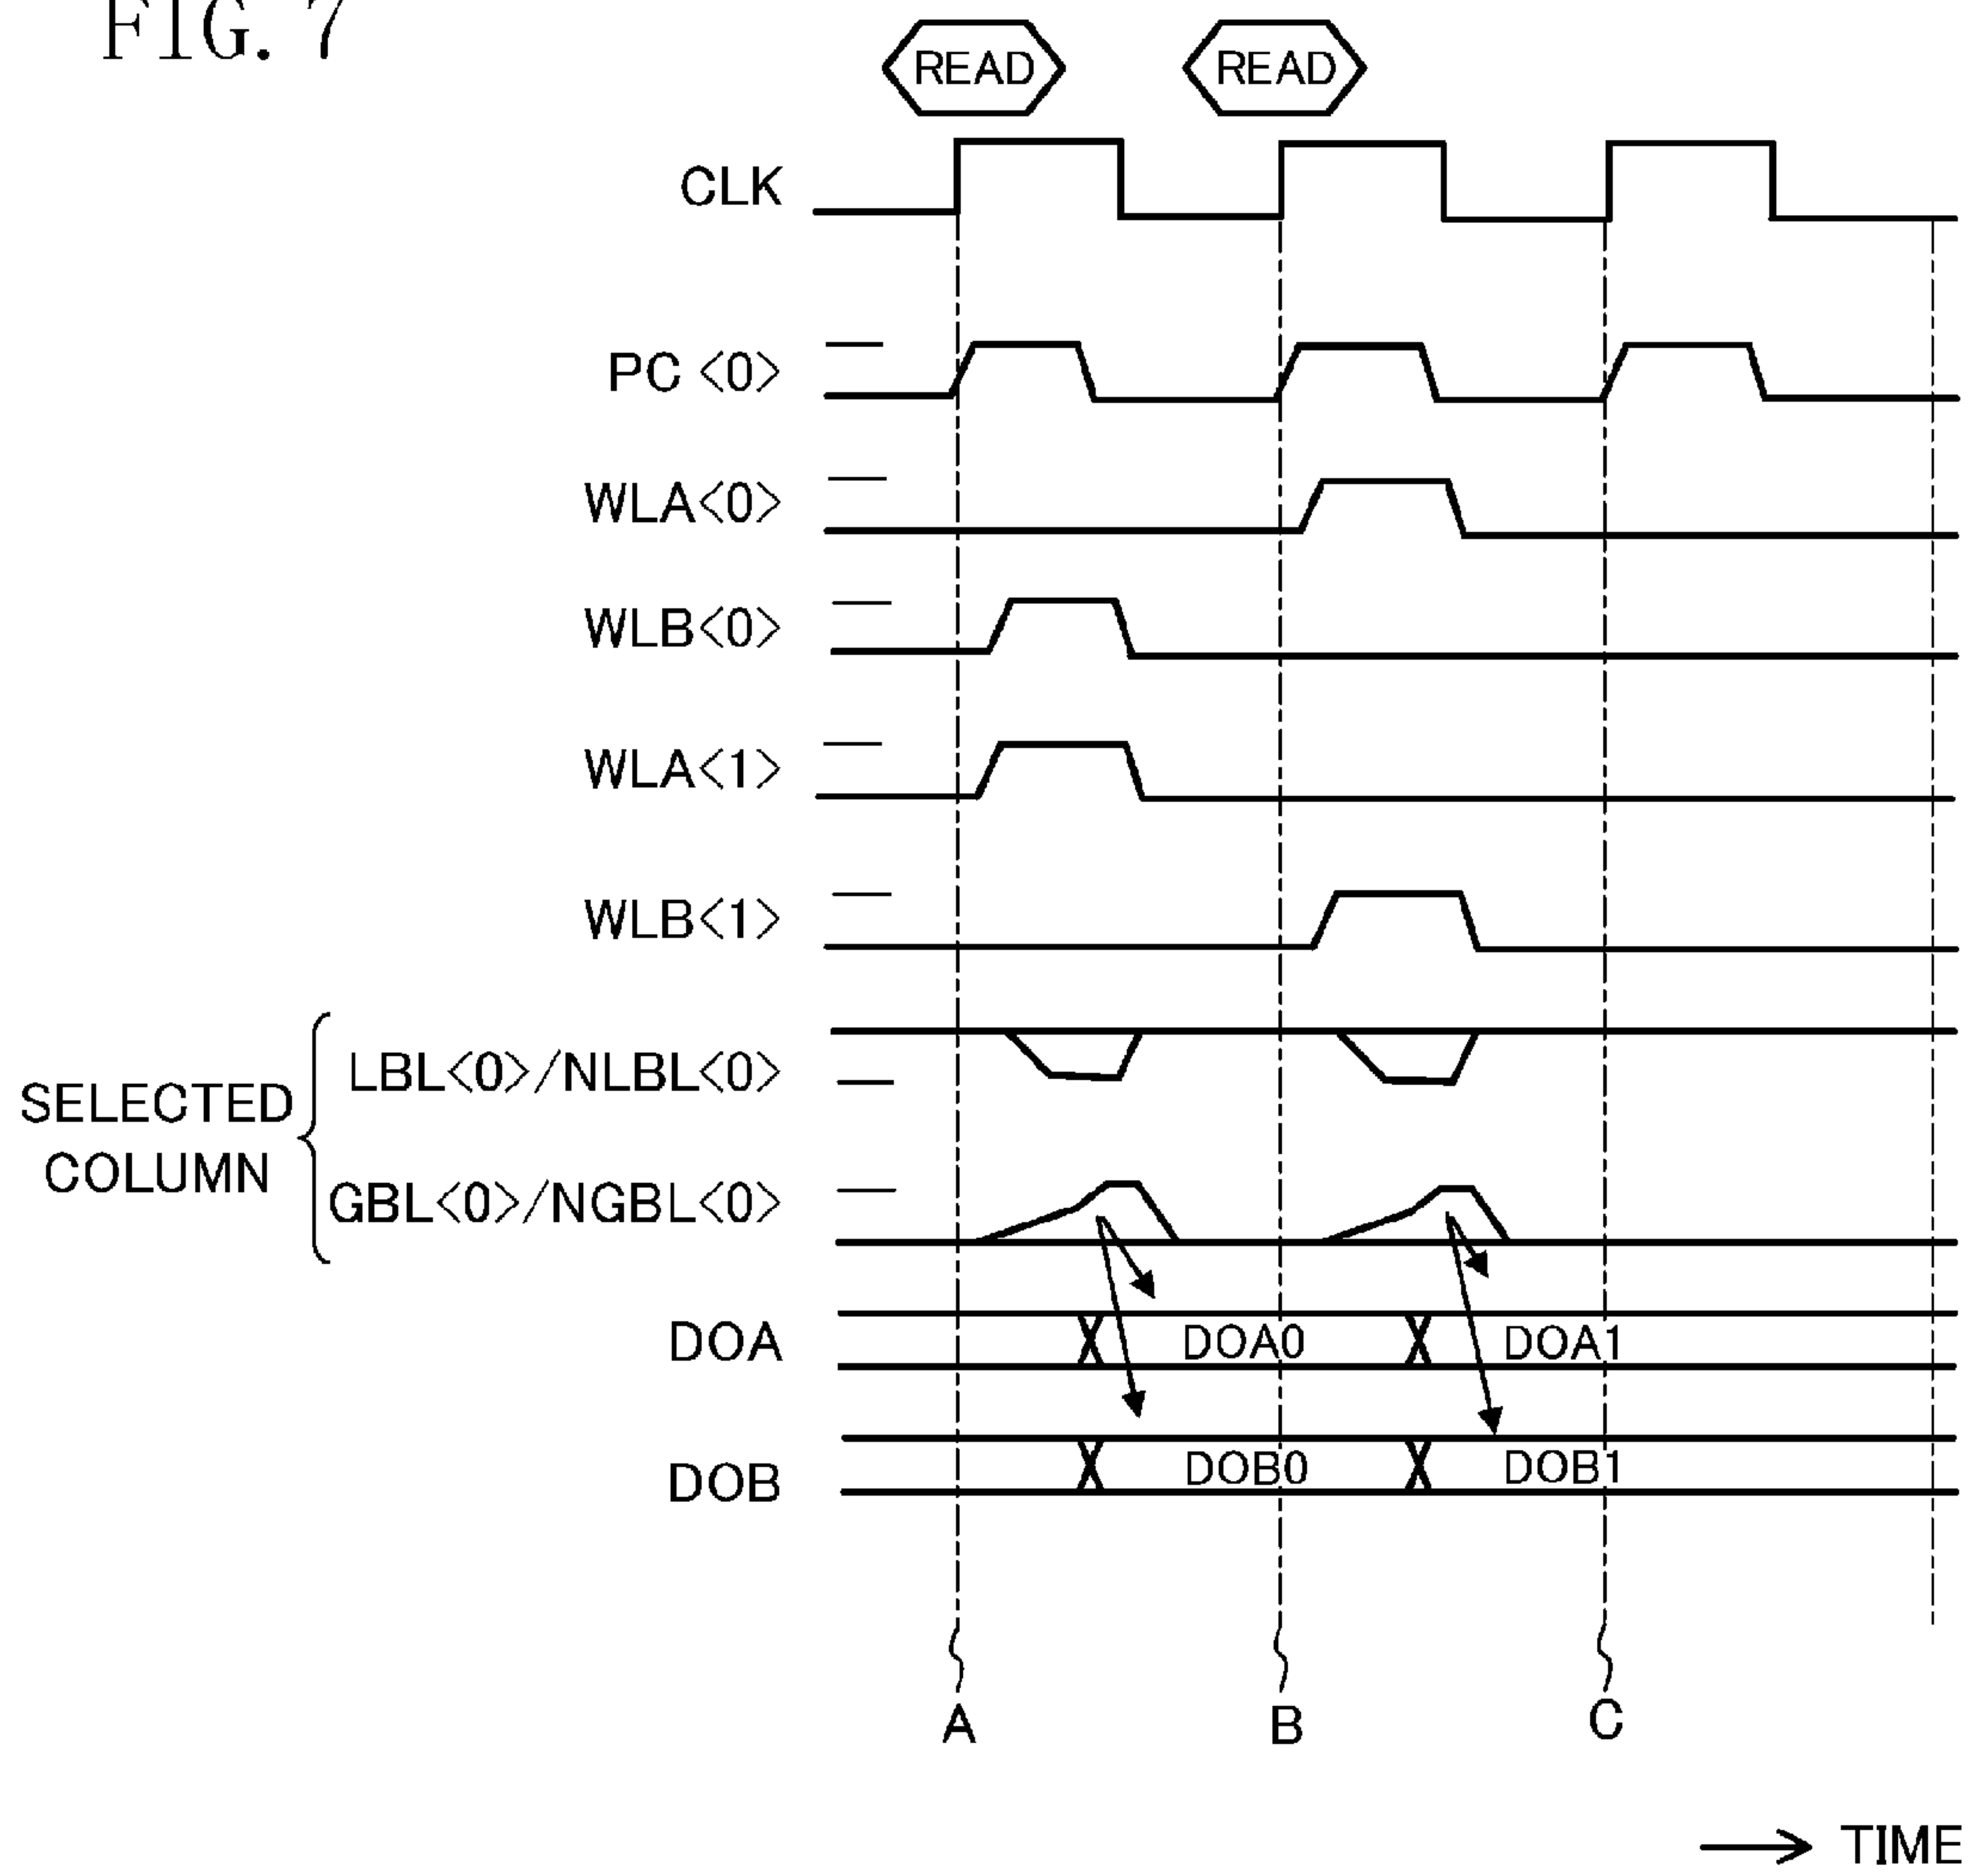 FIG. 7
READ READ
CLK
PC<0>
WLA<0>
WLB<0>
WLA<1>
WLB<1>
SELECTED
COLUMN
LBL<0>/NLBL<0>
GBL<0>/NGBL<0>
DOA DOA0 DOA1
DOB DOB0 DOB1
A B C
TIME